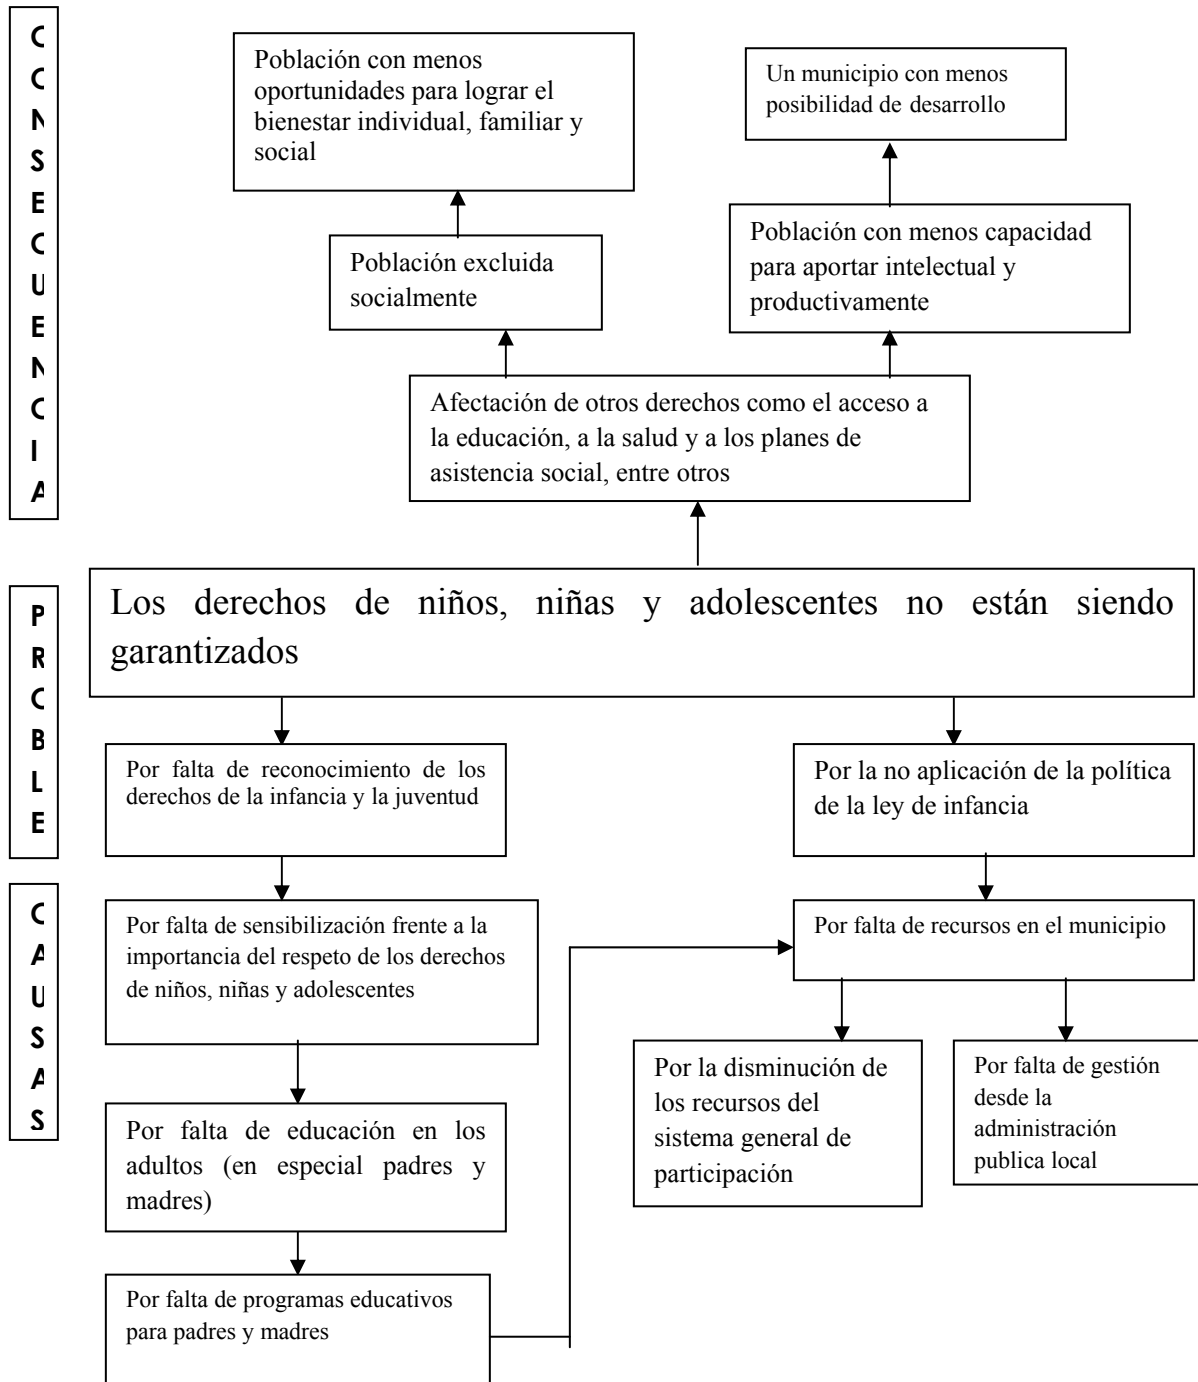 CONSECUENCIA
Población con menos
oportunidades para lograr el
bienestar individual, familiar y
social
Un municipio con menos
posibilidad de desarrollo
Población excluida
socialmente
Población con menos capacidad
para aportar intelectual y
productivamente
Afectación de otros derechos como el acceso a
la educación, a la salud y a los planes de
asistencia social, entre otros
PROBLE
Los derechos de niños, niñas y adolescentes no están siendo
garantizados
Por falta de reconocimiento de los
derechos de la infancia y la juventud
Por la no aplicación de la política
de la ley de infancia
CAUSAS
Por falta de sensibilización frente a la
importancia del respeto de los derechos
de niños, niñas y adolescentes
Por falta de recursos en el municipio
Por falta de educación en los
adultos (en especial padres y
madres)
Por la disminución de
los recursos del
sistema general de
participación
Por falta de gestión
desde la
administración
publica local
Por falta de programas educativos
para padres y madres